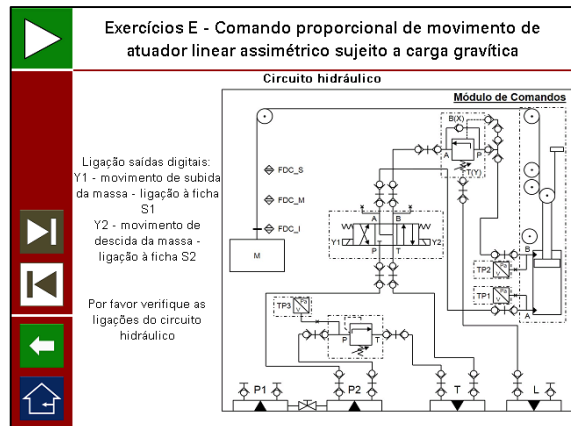 Exercícios E - Comando proporcional de movimento de
atuador linear assimétrico sujeito a carga gravítica
Circuito hidráulico
Módulo de Comandos
Ligação saídas digitais:
Y1 - movimento de subida
da massa - ligação à ficha
S1
Y2 - movimento de
descida da massa -
ligação à ficha S2
Por favor verifique as
ligações do circuito
hidráulico
B(X)
A
P
T(Y)
FDC_S
FDC_M
FDC_I
M
A B
Y1
Y2
P T
B
TP2
TP1
A
TP3
P
T
P1
P2
T
L